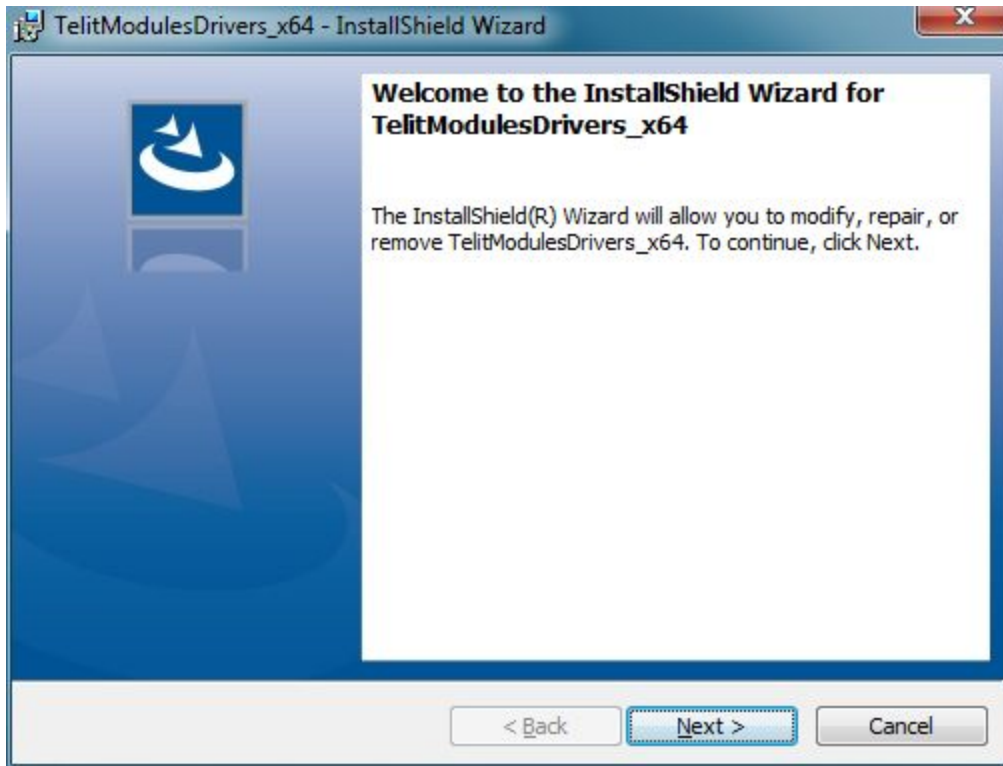 TelitModulesDrivers_x64 - InstallShield Wizard
X
Welcome to the InstallShield Wizard for
TelitModulesDrivers_x64
The InstallShield(R) Wizard will allow you to modify, repair, or
remove TelitModulesDrivers_x64. To continue, click Next.
< Back
Next >
Cancel